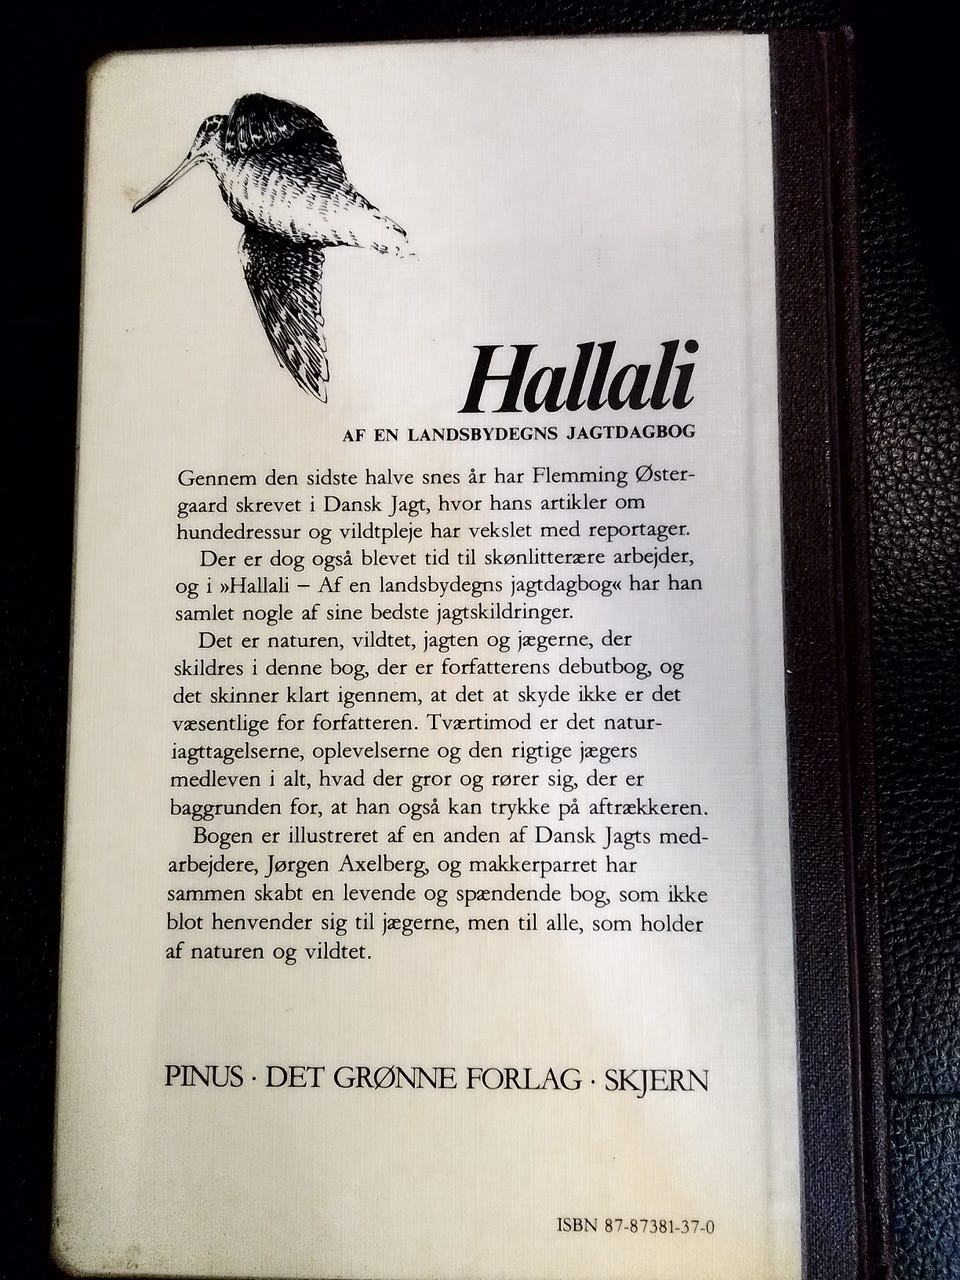 Hallali
AF EN LANDSBYDEGNS JAGTDAGBOG
Gennem den sidste halve snes år har Flemming Øster-
gaard skrevet i Dansk Jagt, hvor hans artikler om
hundedressur og vildtpleje har vekslet med reportager.
Der er dog også blevet tid til skønlitterære arbejder,
og i »Hallali – Af en landsbydegns jagtdagbog« har han
samlet nogle af sine bedste jagtskildringer.
Det er naturen, vildtet, jagten og jægerne, der
skildres i denne bog, der er forfatterens debutbog, og
det skinner klart igennem, at det at skyde ikke er det
væsentlige for forfatteren. Tværtimod er det natur-
iagttagelserne, oplevelserne og den rigtige jægers
medleven i alt, hvad der gror og rører sig, der er
baggrunden for, at han også kan trykke på aftrækkeren.
Bogen er illustreret af en anden af Dansk Jagts med-
arbejdere, Jørgen Axelberg, og makkerparret har
sammen skabt en levende og spændende bog, som ikke
blot henvender sig til jægerne, men til alle, som holder
af naturen og vildtet.
PINUS · DET GRØNNE FORLAG · SKJERN
ISBN 87-87381-37-0